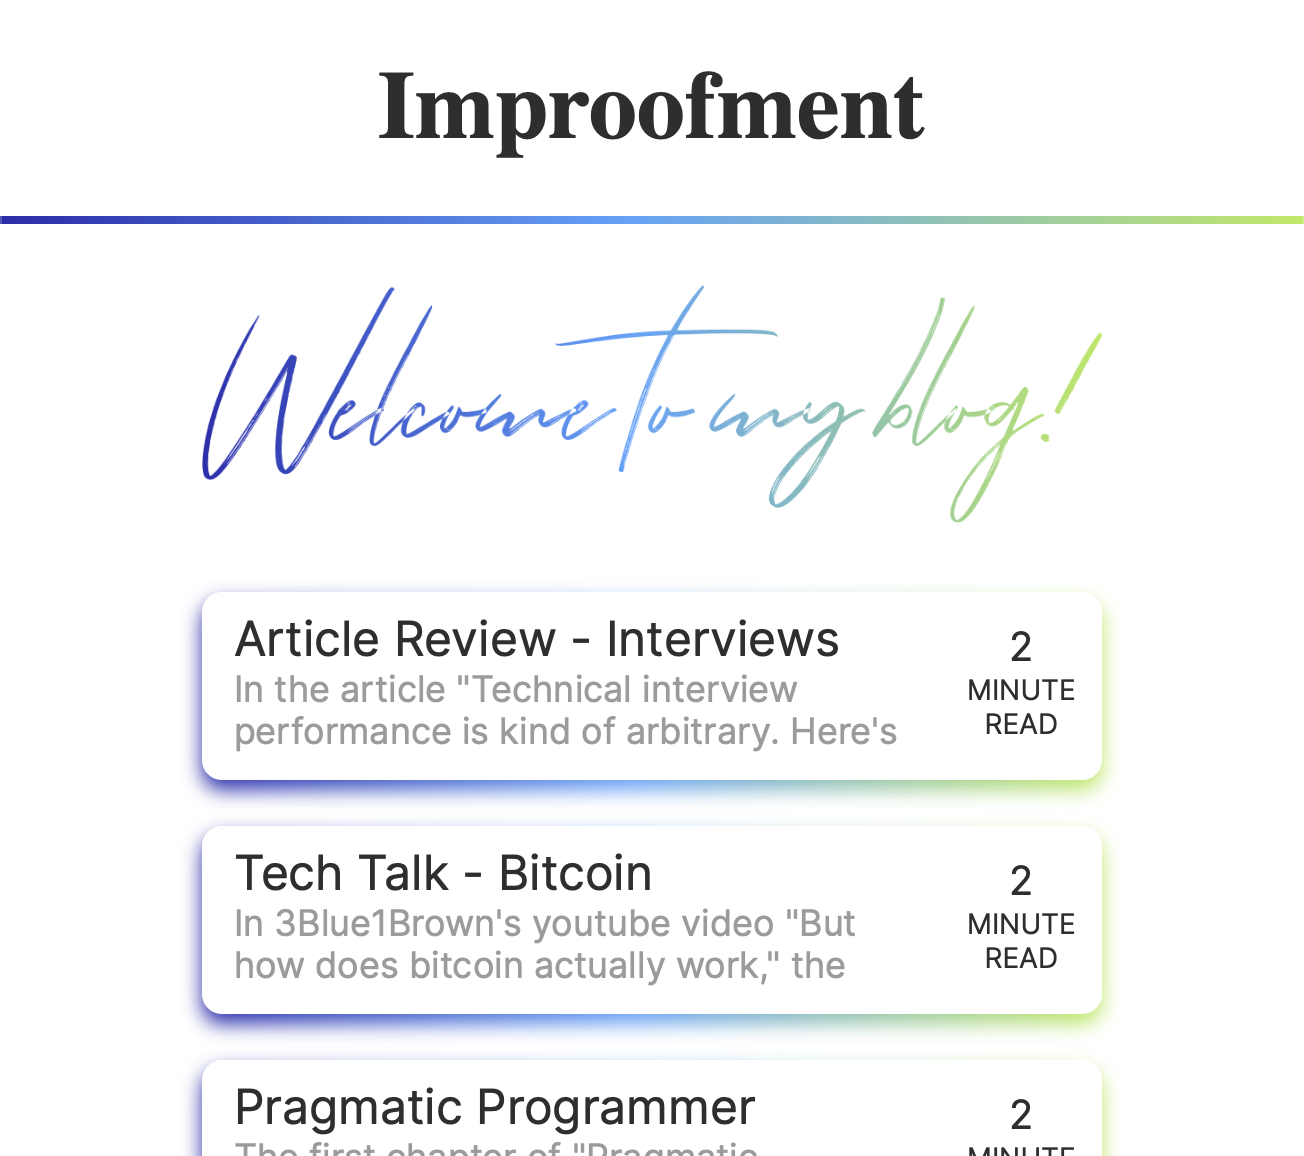 Improofment
Welcome to my blog!
Article Review - Interviews
In the article "Technical interview
performance is kind of arbitrary. Here's
2
MINUTE
READ
Tech Talk - Bitcoin
In 3Blue1Brown's youtube video "But
how does bitcoin actually work," the
2
MINUTE
READ
Pragmatic Programmer
The first chapter of "Pragmatic
2
MINUTE